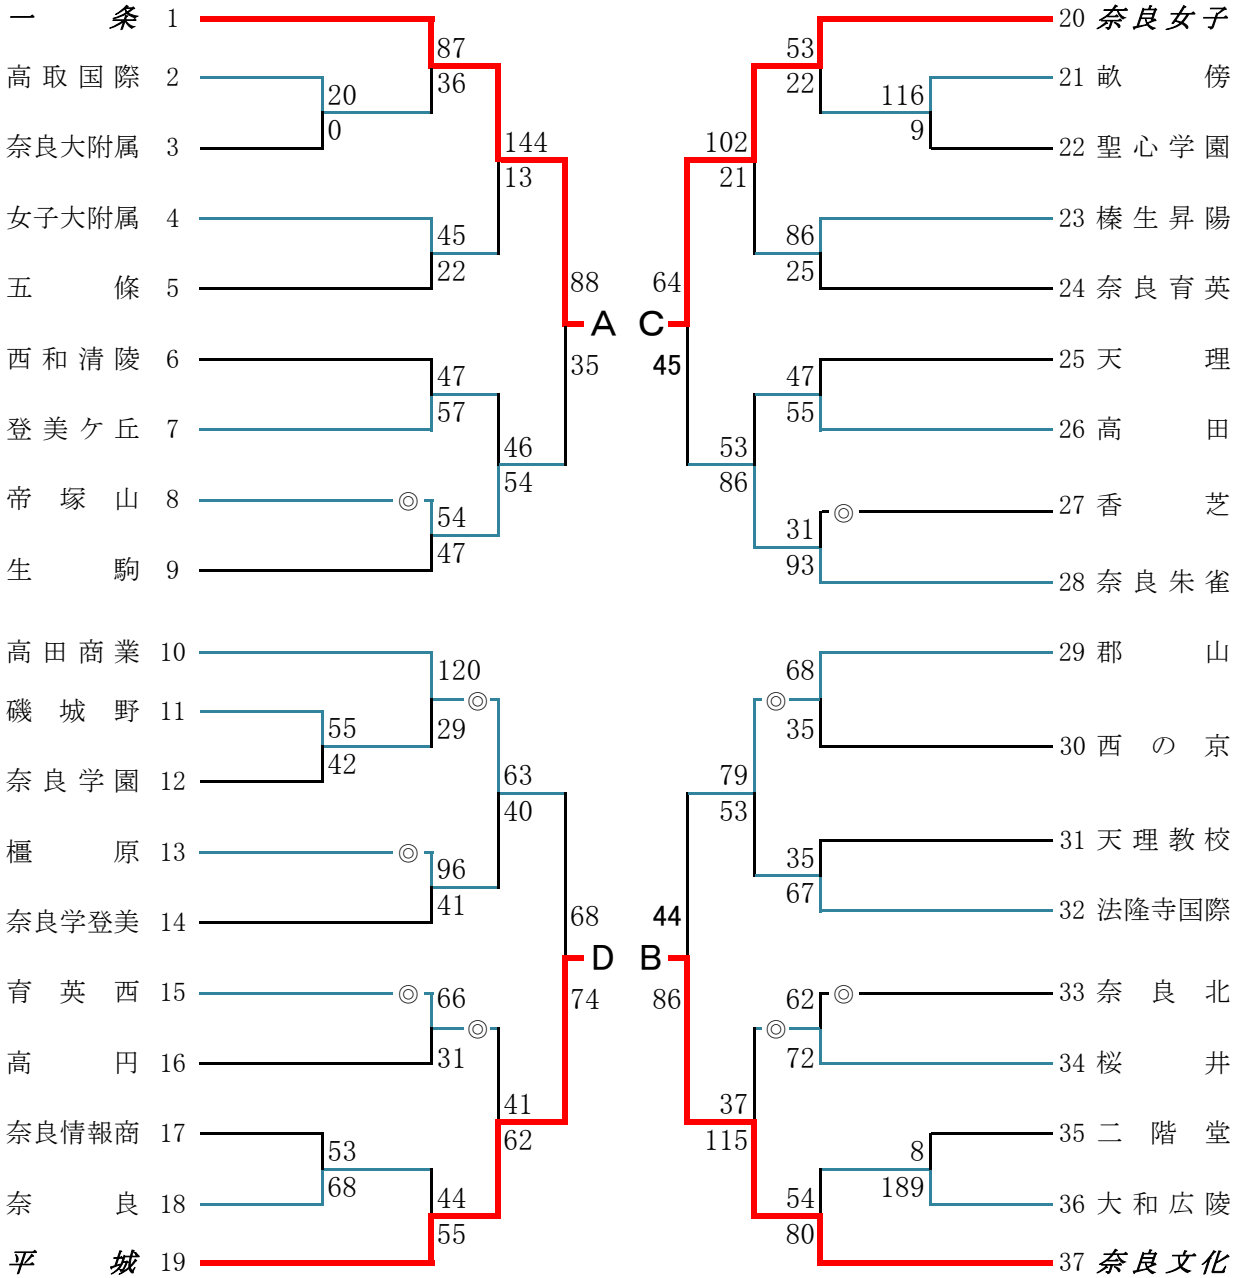 一条 1
87
36
高取国際 2
20
0
奈良大附属 3
144
13
女子大附属 4
45
22
五條 5
88
A
35
西和清陵 6
47
57
登美ケ丘 7
46
54
帝塚山 8 ◎
54
47
生駒 9
高田商業 10
120
◎
29
磯城野 11
55
42
奈良学園 12
63
40
橿原 13 ◎
96
41
奈良学登美 14
68
D
74
育英西 15 ◎
66
◎
31
高円 16
41
62
奈良情報商 17
53
68
奈良 18
44
55
平城 19
20 奈良女子
53
22
21 畝傍
116
9
22 聖心学園
102
21
23 榛生昇陽
86
25
24 奈良育英
64
C
45
25 天理
47
55
26 高田
53
86
27 香芝 ◎
31
93
28 奈良朱雀
29 郡山
68
◎
35
30 西の京
79
53
31 天理教校
35
67
32 法隆寺国際
44
B
86
33 奈良北 ◎
62
◎
72
34 桜井
37
115
35 二階堂
8
189
36 大和広陵
54
80
37 奈良文化